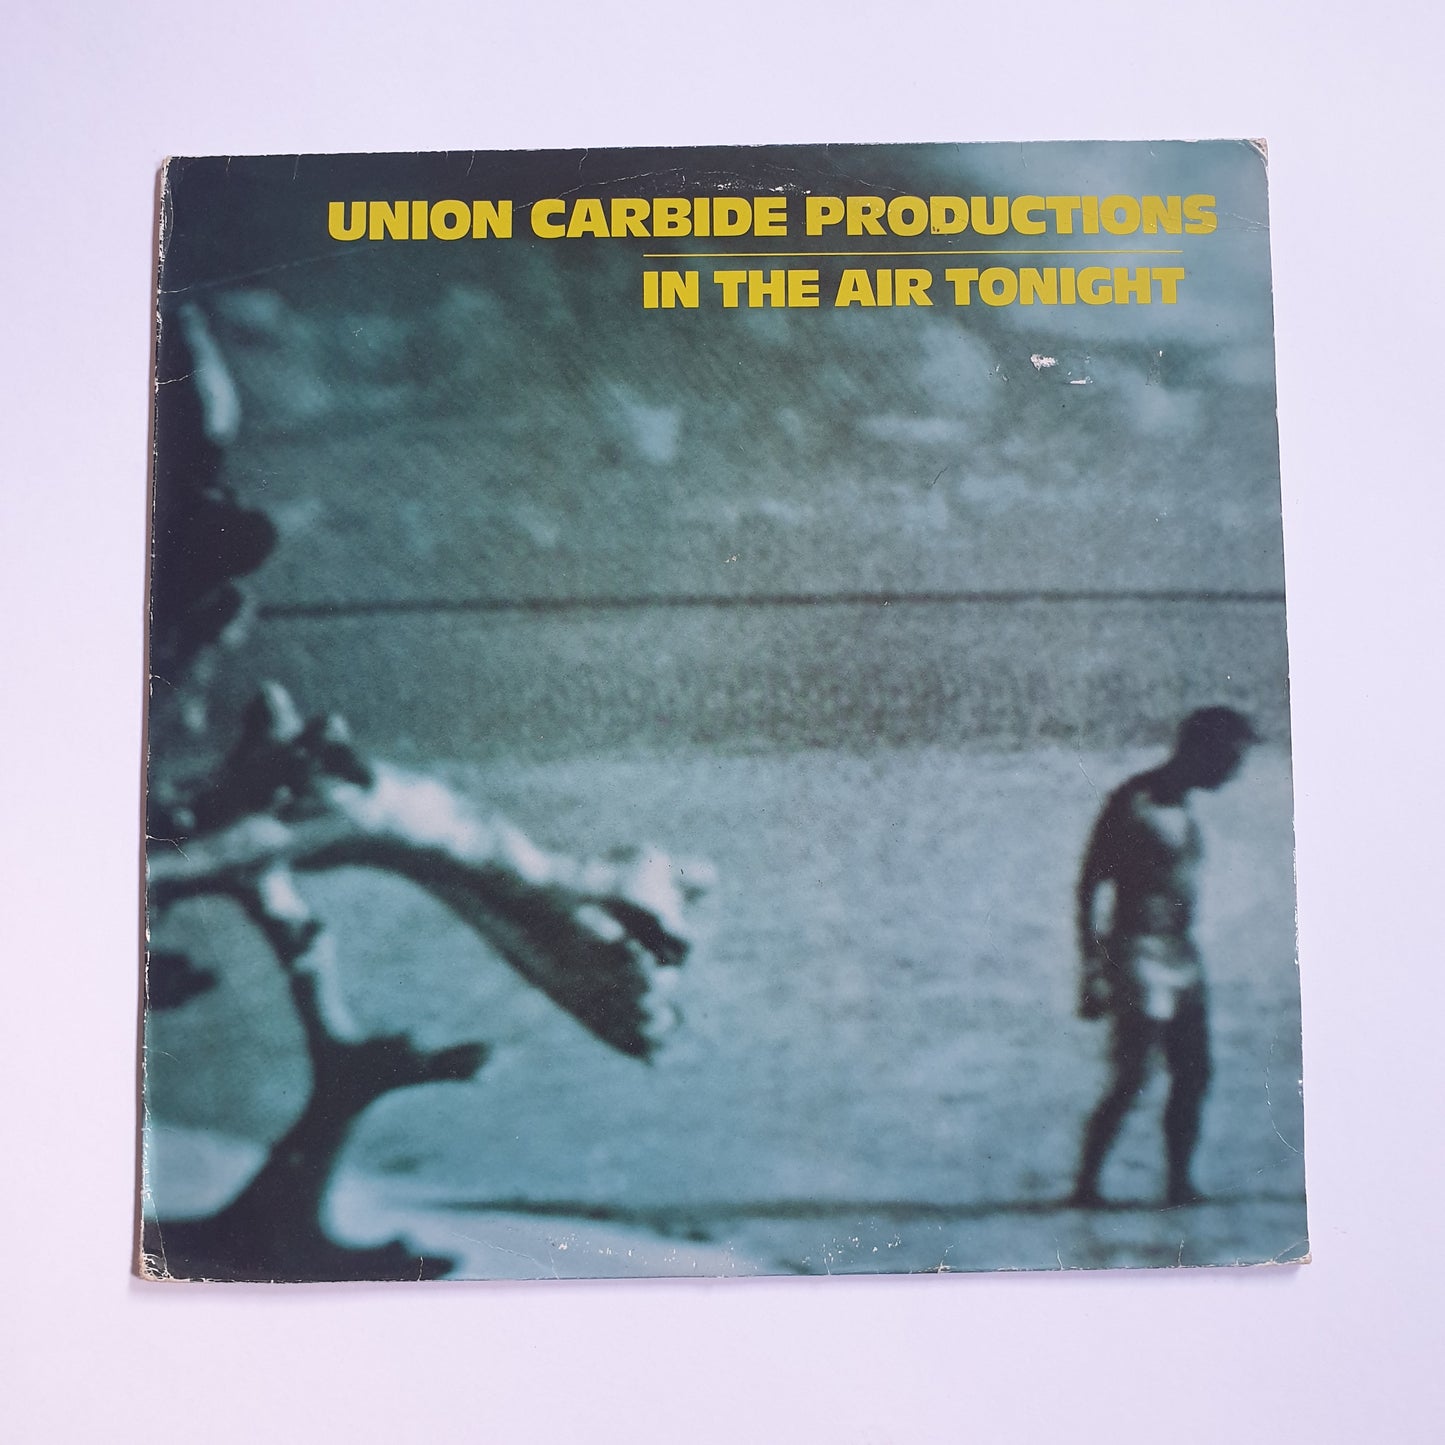 UNION CARBIDE PRODUCTIONS
IN THE AIR TONIGHT